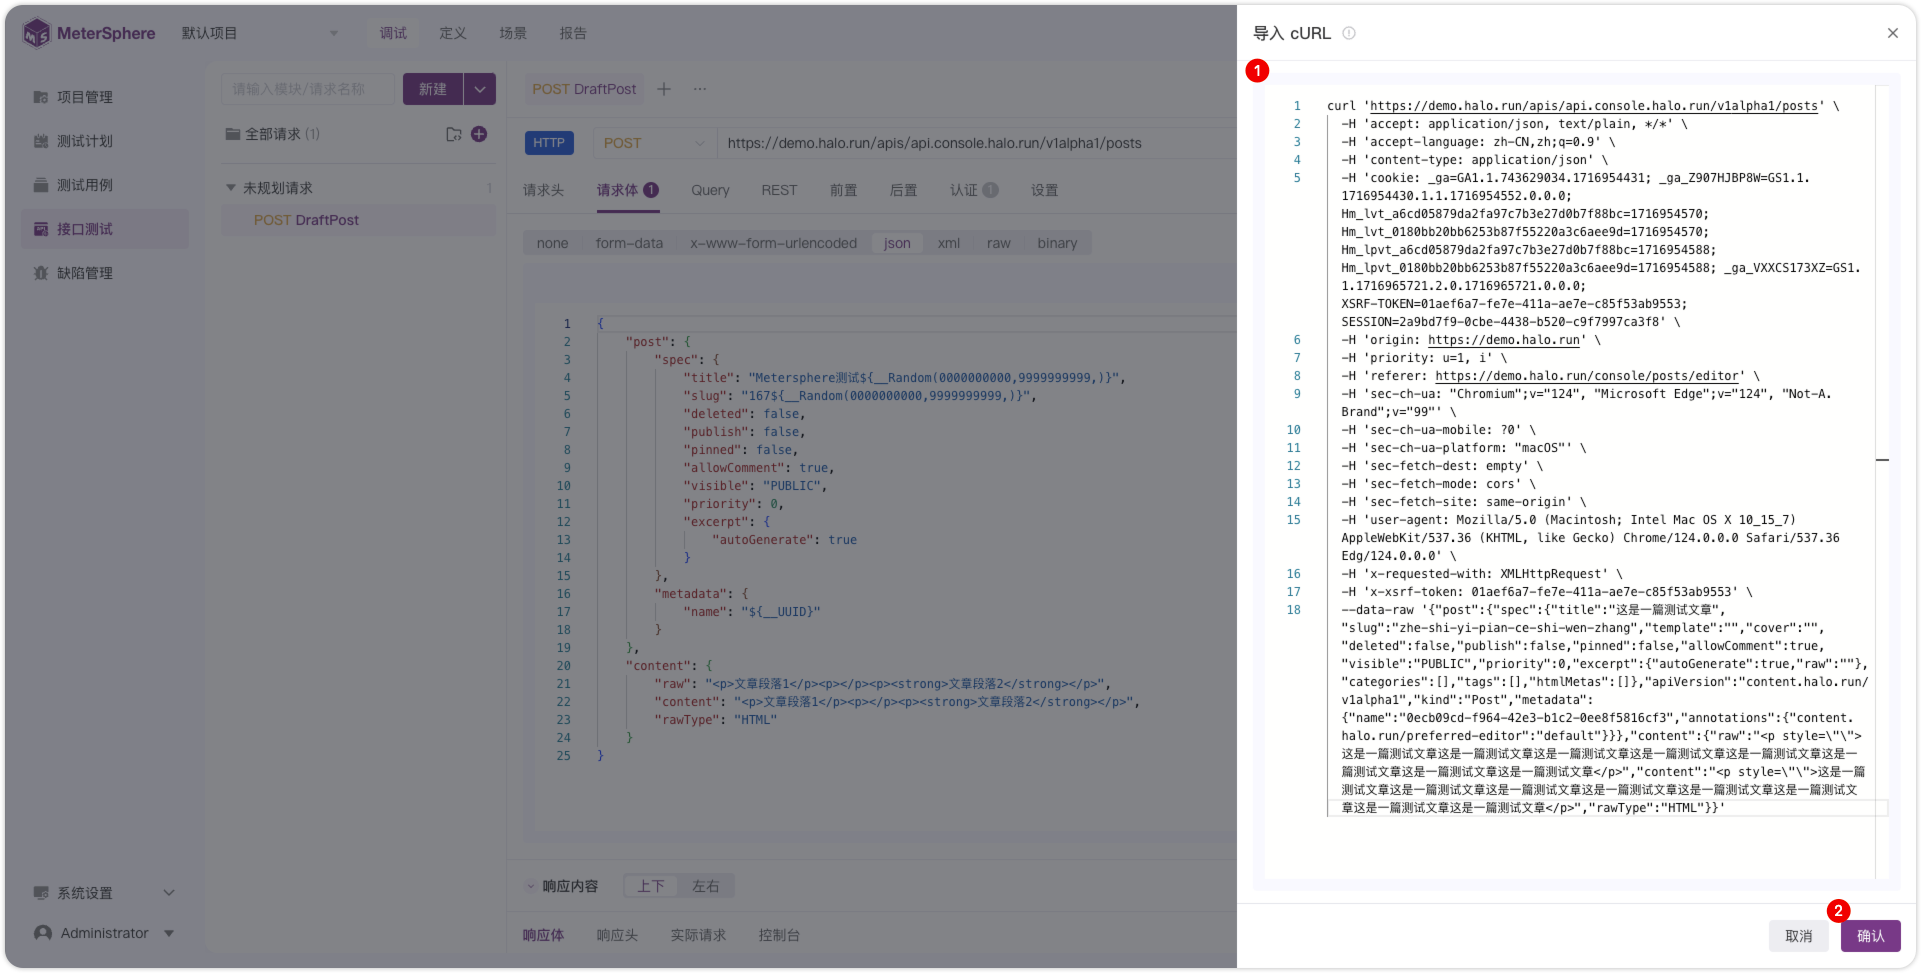 MeterSphere
默认项目
调试
定义
场景
报告
项目管理
测试计划
测试用例
接口测试
缺陷管理
系统设置
Administrator
请输入模块/请求名称
新建
全部请求 (1)
未规划请求
1
POST DraftPost
POST DraftPost
HTTP
POST
https://demo.halo.run/apis/api.console.halo.run/v1alpha1/posts
请求头
请求体 1
Query
REST
前置
后置
认证 1
设置
none
form-data
x-www-form-urlencoded
json
xml
raw
binary
1 {
2 "post": {
3 "spec": {
4 "title": "Metersphere测试${__Random(0000000000,9999999999,)}",
5 "slug": "167${__Random(0000000000,9999999999,)}",
6 "deleted": false,
7 "publish": false,
8 "pinned": false,
9 "allowComment": true,
10 "visible": "PUBLIC",
11 "priority": 0,
12 "excerpt": {
13 "autoGenerate": true
14 }
15 },
16 "metadata": {
17 "name": "${__UUID}"
18 }
19 },
20 "content": {
21 "raw": "<p>文章段落1</p><p></p><p><strong>文章段落2</strong></p>",
22 "content": "<p>文章段落1</p><p></p><p><strong>文章段落2</strong></p>",
23 "rawType": "HTML"
24 }
25 }
响应内容
上下
左右
响应体
响应头
实际请求
控制台
导入 cURL
1
1 curl 'https://demo.halo.run/apis/api.console.halo.run/v1alpha1/posts' \
2 -H 'accept: application/json, text/plain, */*' \
3 -H 'accept-language: zh-CN,zh;q=0.9' \
4 -H 'content-type: application/json' \
5 -H 'cookie: _ga=GA1.1.743629034.1716954431; _ga_Z907HJBP8W=GS1.1.
1716954430.1.1.1716954552.0.0.0;
Hm_lvt_a6cd05879da2fa97c7b3e27d0b7f88bc=1716954570;
Hm_lvt_0180bb20bb6253b87f55220a3c6aee9d=1716954570;
Hm_lpvt_a6cd05879da2fa97c7b3e27d0b7f88bc=1716954588;
Hm_lpvt_0180bb20bb6253b87f55220a3c6aee9d=1716954588; _ga_VXXCS173XZ=GS1.
1.1716965721.2.0.1716965721.0.0.0;
XSRF-TOKEN=01aef6a7-fe7e-411a-ae7e-c85f53ab9553;
SESSION=2a9bd7f9-0cbe-4438-b520-c9f7997ca3f8' \
6 -H 'origin: https://demo.halo.run' \
7 -H 'priority: u=1, i' \
8 -H 'referer: https://demo.halo.run/console/posts/editor' \
9 -H 'sec-ch-ua: "Chromium";v="124", "Microsoft Edge";v="124", "Not-A.
Brand";v="99"' \
10 -H 'sec-ch-ua-mobile: ?0' \
11 -H 'sec-ch-ua-platform: "macOS"' \
12 -H 'sec-fetch-dest: empty' \
13 -H 'sec-fetch-mode: cors' \
14 -H 'sec-fetch-site: same-origin' \
15 -H 'user-agent: Mozilla/5.0 (Macintosh; Intel Mac OS X 10_15_7)
AppleWebKit/537.36 (KHTML, like Gecko) Chrome/124.0.0.0 Safari/537.36
Edg/124.0.0.0' \
16 -H 'x-requested-with: XMLHttpRequest' \
17 -H 'x-xsrf-token: 01aef6a7-fe7e-411a-ae7e-c85f53ab9553' \
18 --data-raw '{"post":{"spec":{"title":"这是一篇测试文章",
"slug":"zhe-shi-yi-pian-ce-shi-wen-zhang","template":"","cover":"",
"deleted":false,"publish":false,"pinned":false,"allowComment":true,
"visible":"PUBLIC","priority":0,"excerpt":{"autoGenerate":true,"raw":""},
"categories":[],"tags":[],"htmlMetas":[]},"apiVersion":"content.halo.run/
v1alpha1","kind":"Post","metadata":
{"name":"0ecb09cd-f964-42e3-b1c2-0ee8f5816cf3","annotations":{"content.
halo.run/preferred-editor":"default"}}},"content":{"raw":"<p style=\"\">
这是一篇测试文章这是一篇测试文章这是一篇测试文章这是一篇测试文章这是一篇测试文章这是一
篇测试文章这是一篇测试文章这是一篇测试文章</p>","content":"<p style=\"\">这是一篇
测试文章这是一篇测试文章这是一篇测试文章这是一篇测试文章这是一篇测试文章这是一篇测试文
章这是一篇测试文章这是一篇测试文章</p>","rawType":"HTML"}}'
2
取消
确认